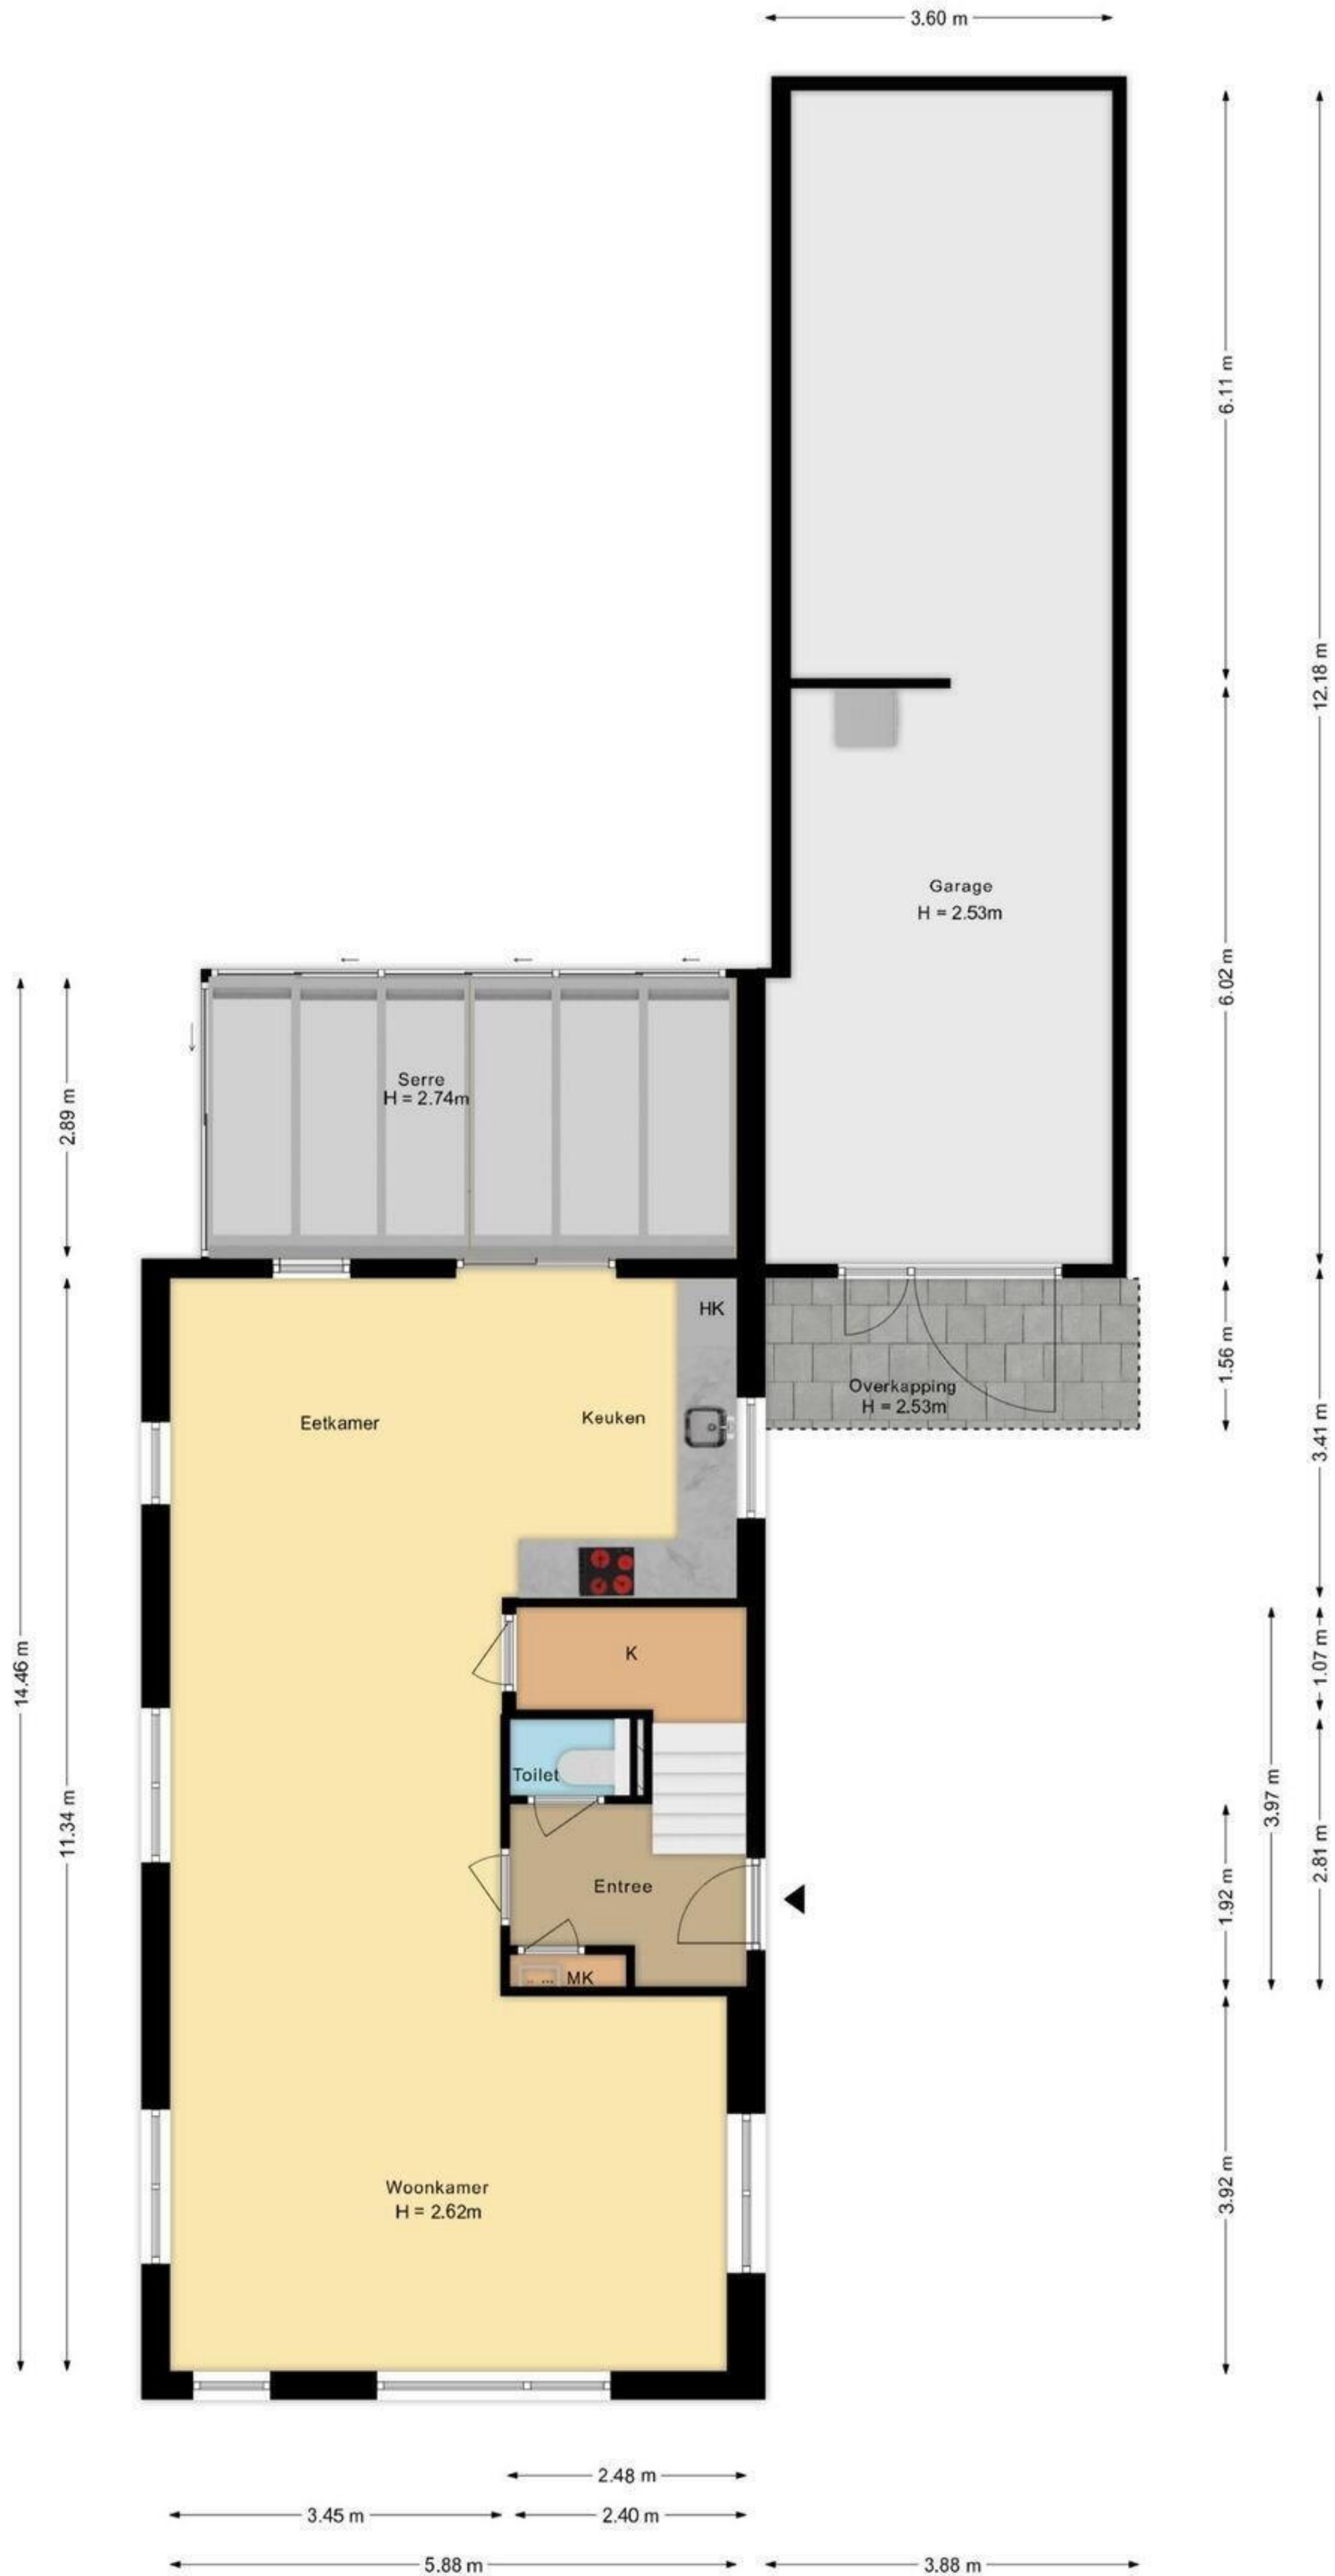 3.60 m
6.11 m
12.18 m
Garage
H = 2.53m
6.02 m
Serre
H = 2.74m
2.89 m
HK
1.56 m
Overkapping
H = 2.53m
Eetkamer
Keuken
3.41 m
14.46 m
K
1.07 m
Toilet
3.97 m
11.34 m
2.81 m
Entree
1.92 m
MK
3.92 m
Woonkamer
H = 2.62m
2.48 m
3.45 m
2.40 m
5.88 m
3.88 m